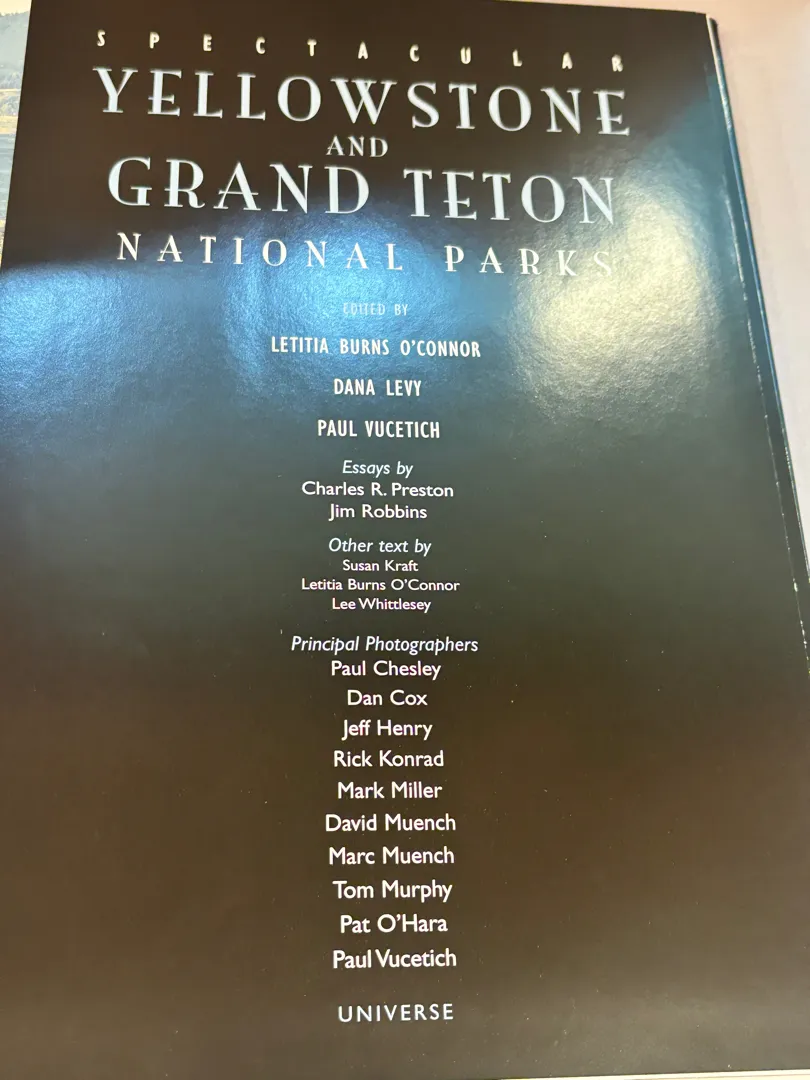 SPECTACULAR
YELLOWSTONE
AND
GRAND TETON
NATIONAL PARKS
EDITED BY
LETITIA BURNS O'CONNOR
DANA LEVY
PAUL VUCETICH
Essays by
Charles R. Preston
Jim Robbins
Other text by
Susan Kraft
Letitia Burns O'Connor
Lee Whittlesey
Principal Photographers
Paul Chesley
Dan Cox
Jeff Henry
Rick Konrad
Mark Miller
David Muench
Marc Muench
Tom Murphy
Pat O'Hara
Paul Vucetich
UNIVERSE